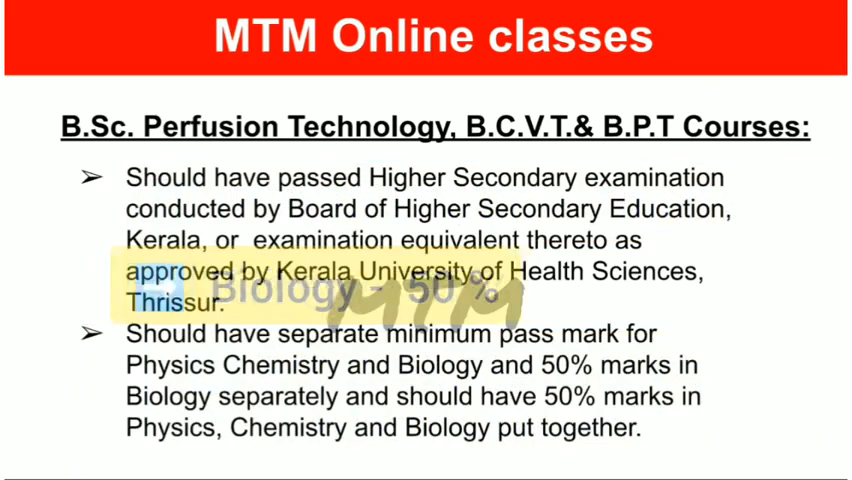 MTM Online classes
B.Sc. Perfusion Technology, B.C.V.T.& B.P.T Courses:
➢ Should have passed Higher Secondary examination
conducted by Board of Higher Secondary Education,
Kerala, or examination equivalent thereto as
approved by Kerala University of Health Sciences,
➡ Biology - 50 %
MTM
Thrissur.
➢ Should have separate minimum pass mark for
Physics Chemistry and Biology and 50% marks in
Biology separately and should have 50% marks in
Physics, Chemistry and Biology put together.